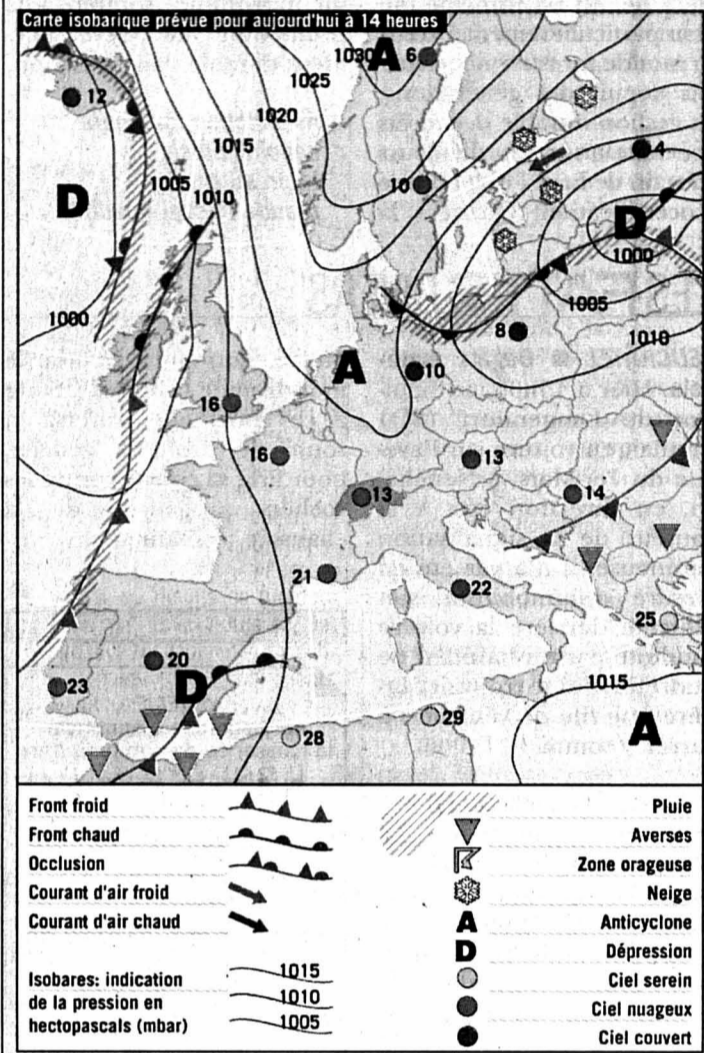 Carte isobarique prévue pour aujourd'hui à 14 heures
1030 A 6
1025
12
1020
1015
4
1005
1010
10
D
D
1000
1005
1000
8
1010
A
10
16
16
13
13
14
21
22
25
20
23
D
1015
29
28
A
Front froid
Front chaud
Occlusion
Courant d'air froid
Courant d'air chaud
Isobares: indication
de la pression en
hectopascals (mbar)
1015
1010
1005
Pluie
Averses
Zone orageuse
Neige
A Anticyclone
D Dépression
Ciel serein
Ciel nuageux
Ciel couvert